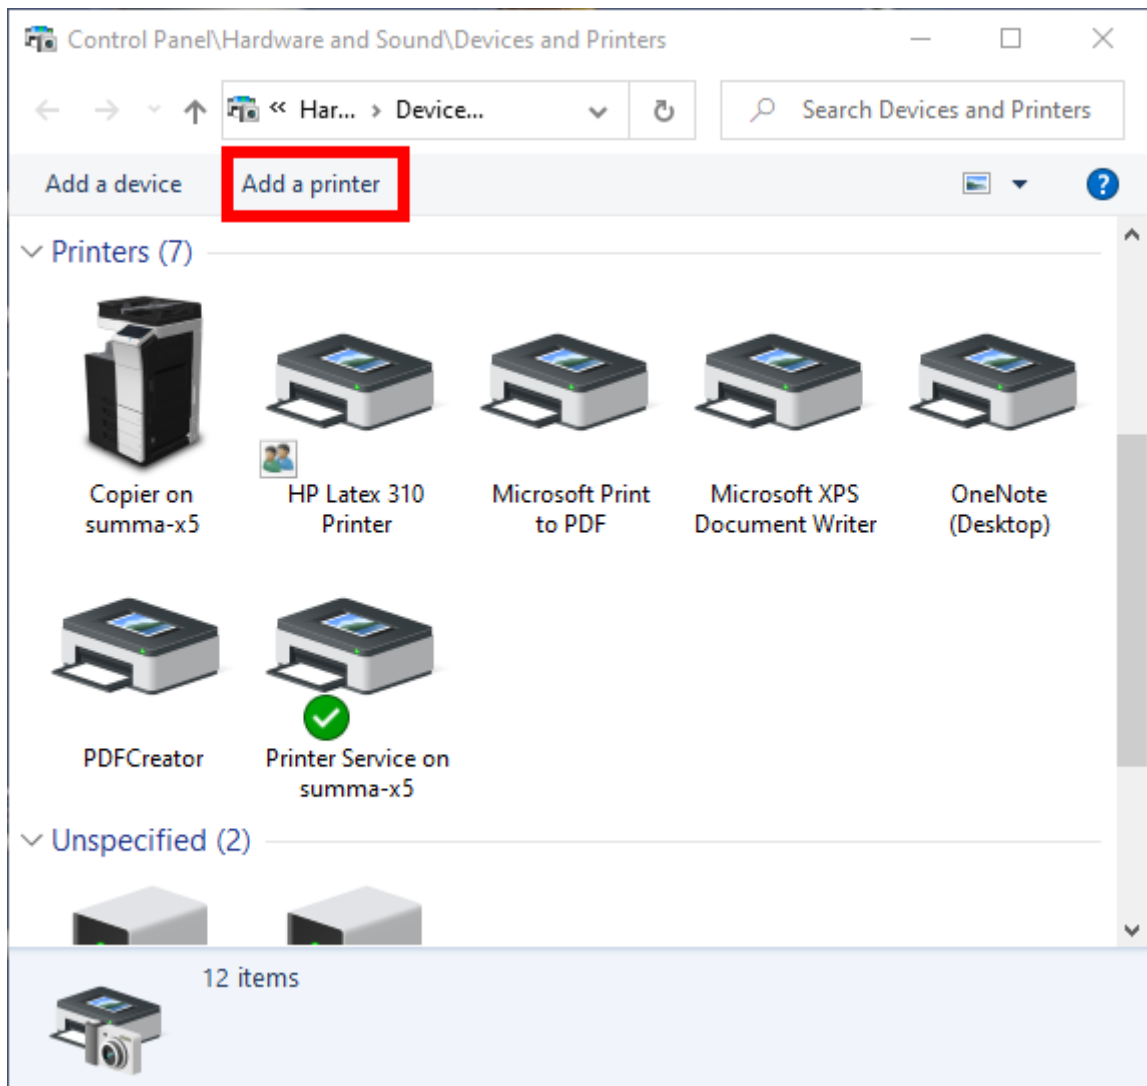 Control Panel\Hardware and Sound\Devices and Printers
« Har... › Device...
Search Devices and Printers
Add a device
Add a printer
?
Printers (7)
Copier on
summa-x5
HP Latex 310
Printer
Microsoft Print
to PDF
Microsoft XPS
Document Writer
OneNote
(Desktop)
PDFCreator
Printer Service on
summa-x5
Unspecified (2)
12 items